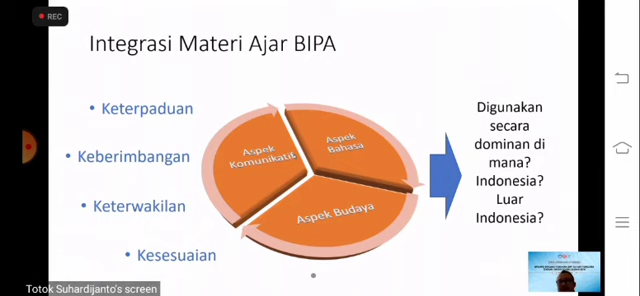 REC
Integrasi Materi Ajar BIPA
• Keterpaduan
• Keberimbangan
• Keterwakilan
• Kesesuaian
Aspek
Komunikatif
Aspek
Bahasa
Aspek Budaya
Digunakan
secara
dominan di
mana?
Indonesia?
Luar
Indonesia?
Totok Suhardijanto's screen